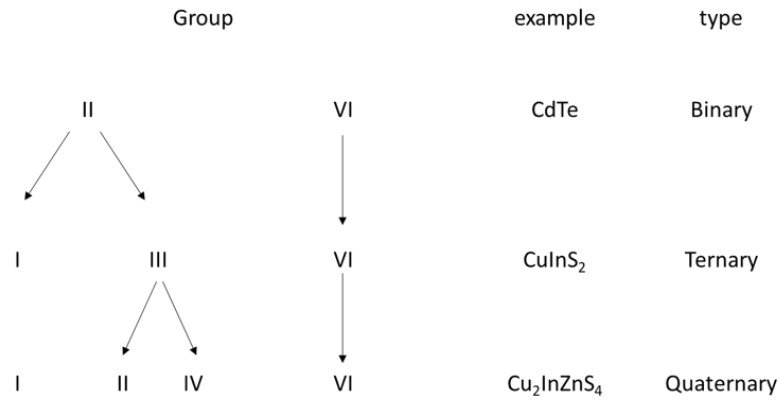 Group example type
II VI CdTe Binary
I III VI CuInS₂ Ternary
I II IV VI Cu₂InZnS₄ Quaternary